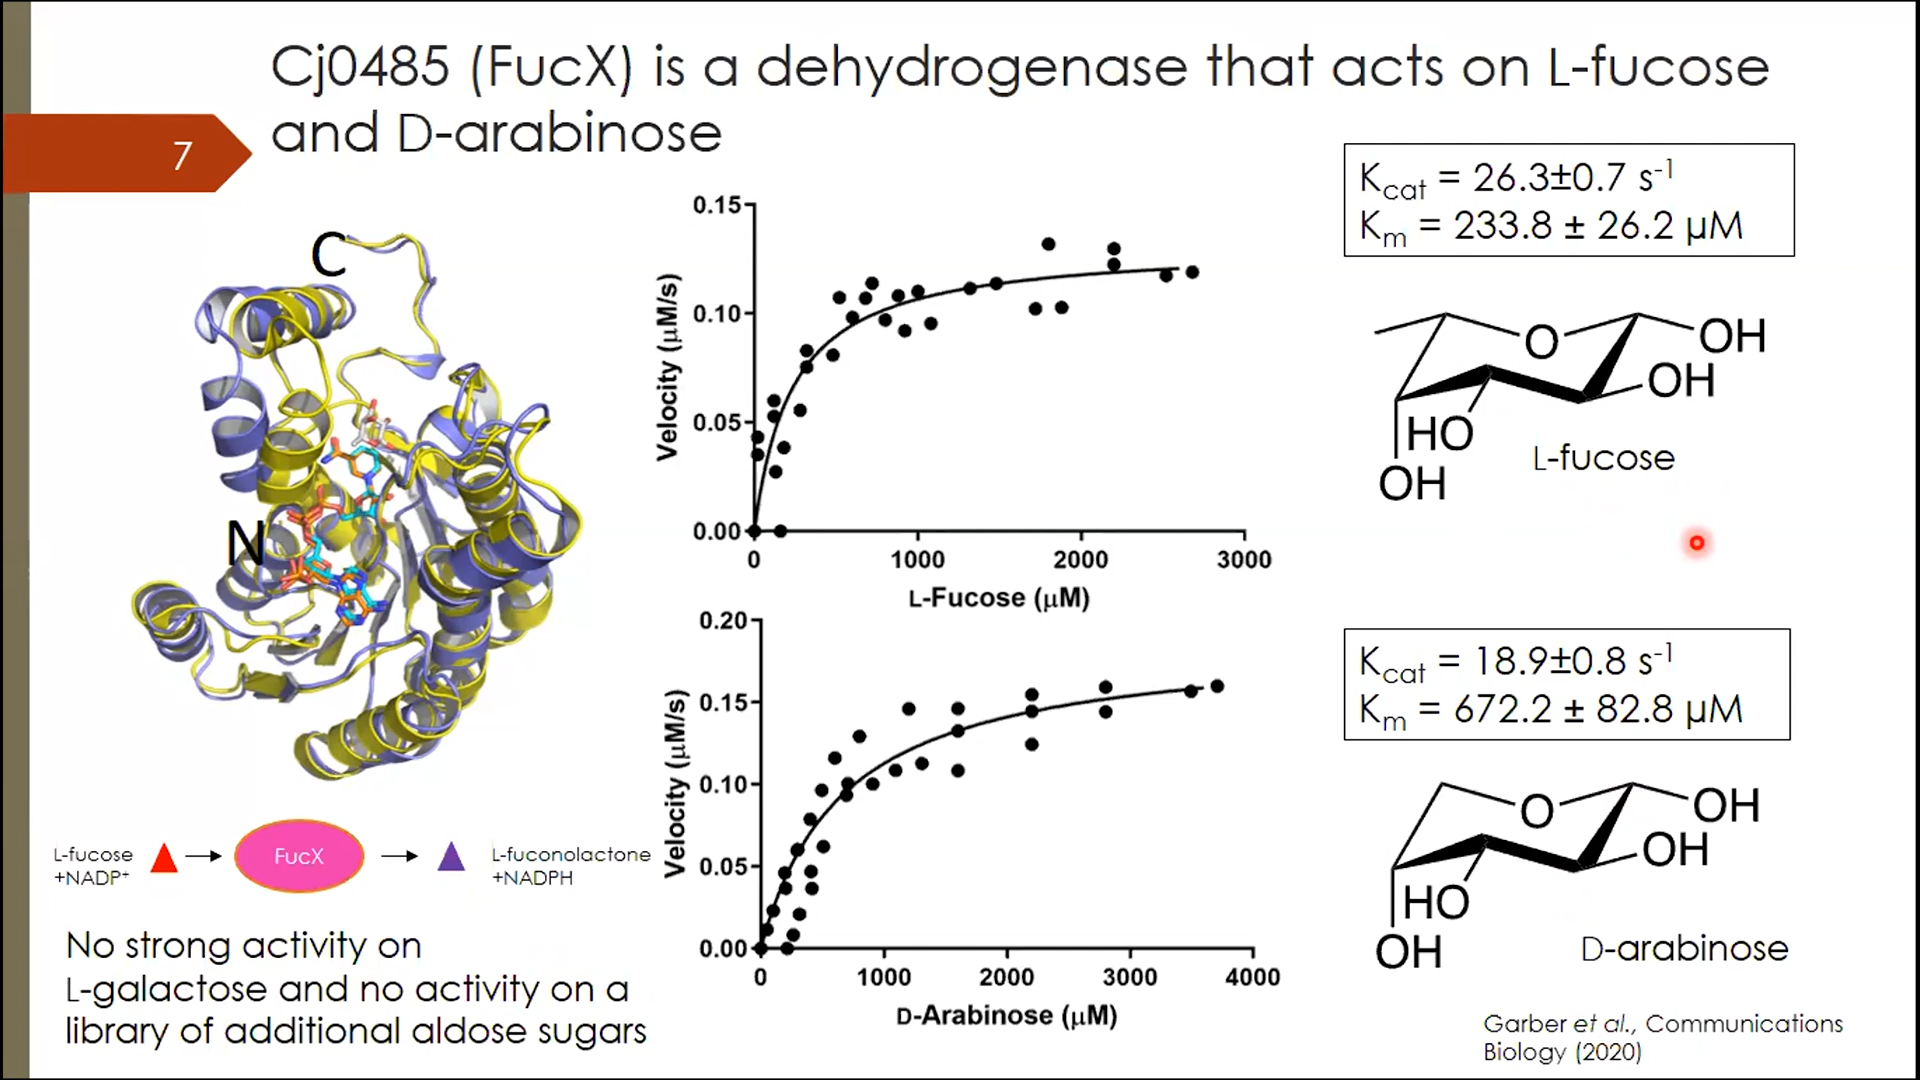 Cj0485 (FucX) is a dehydrogenase that acts on L-fucose
and D-arabinose
7
C
N
L-fucose
+NADP⁺
FucX
L-fuconolactone
+NADPH
No strong activity on
L-galactose and no activity on a
library of additional aldose sugars
Velocity (µM/s)
0.15
0.10
0.05
0.00
0 1000 2000 3000
L-Fucose (µM)
Velocity (µM/s)
0.20
0.15
0.10
0.05
0.00
0 1000 2000 3000 4000
D-Arabinose (µM)
Kcat = 26.3±0.7 s⁻¹
Km = 233.8 ± 26.2 µM
O
OH
OH
HO
OH
L-fucose
Kcat = 18.9±0.8 s⁻¹
Km = 672.2 ± 82.8 µM
O
OH
OH
HO
OH
D-arabinose
Garber et al., Communications
Biology (2020)